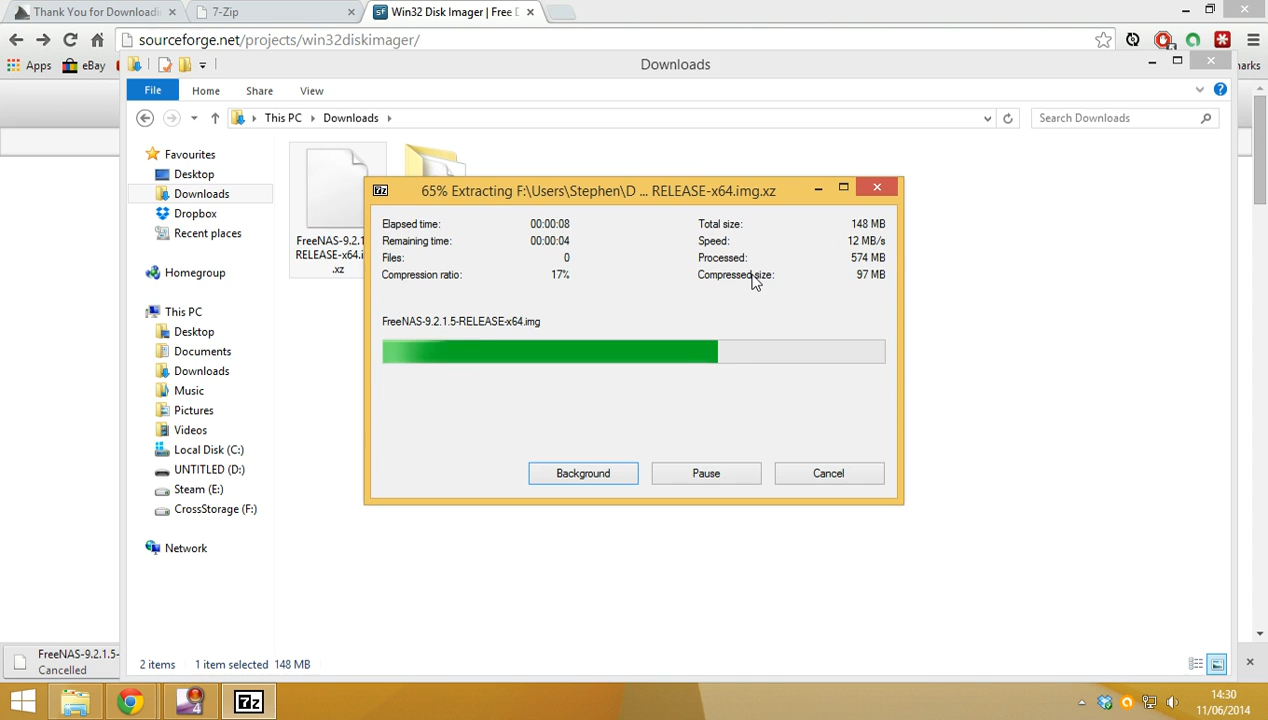 Thank You for Downloadi
7-Zip
sf Win32 Disk Imager | Free D
sourceforge.net/projects/win32diskimager/
Apps
eBay
Downloads
File
Home
Share
View
This PC
Downloads
Search Downloads
Favourites
Desktop
Downloads
Dropbox
Recent places
Homegroup
This PC
Desktop
Documents
Downloads
Music
Pictures
Videos
Local Disk (C:)
UNTITLED (D:)
Steam (E:)
CrossStorage (F:)
Network
FreeNAS-9.2.1
RELEASE-x64.i
.xz
7z
65% Extracting F:\Users\Stephen\D ... RELEASE-x64.img.xz
Elapsed time: 00:00:08
Total size: 148 MB
Remaining time: 00:00:04
Speed: 12 MB/s
Files: 0
Processed: 574 MB
Compression ratio: 17%
Compressed size: 97 MB
FreeNAS-9.2.1.5-RELEASE-x64.img
Background
Pause
Cancel
2 items
1 item selected 148 MB
FreeNAS-9.2.1.5-
Cancelled
4
7z
14:30
11/06/2014